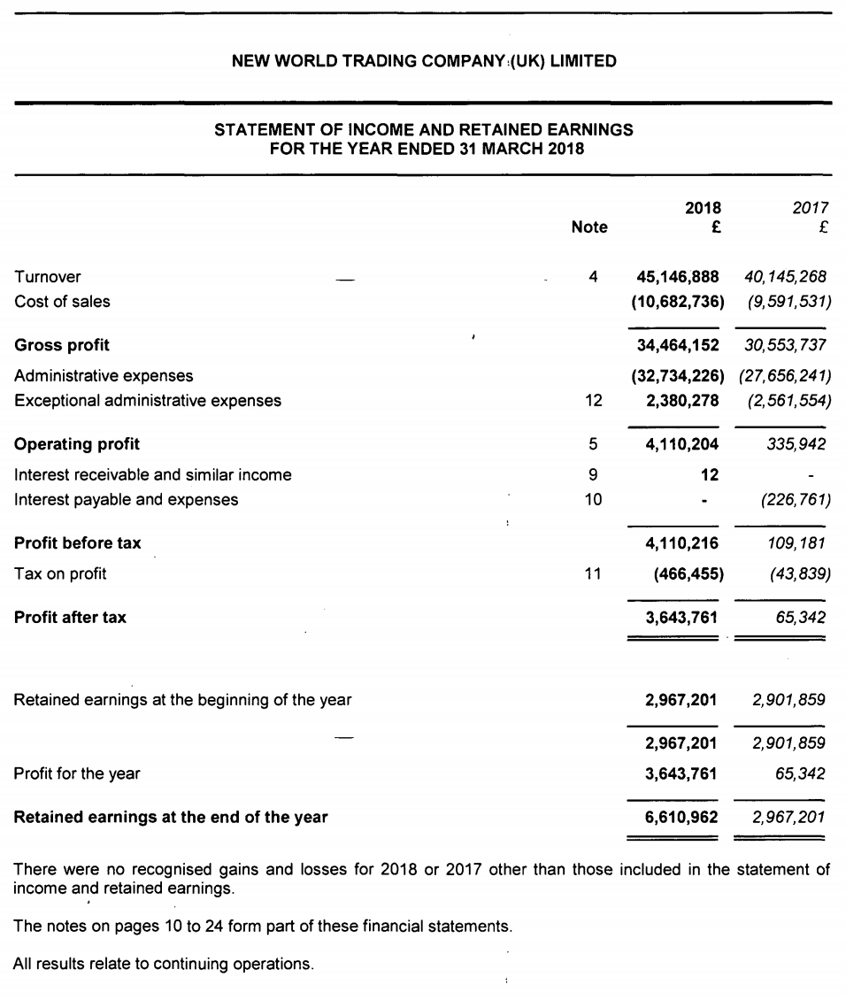 NEW WORLD TRADING COMPANY (UK) LIMITED
STATEMENT OF INCOME AND RETAINED EARNINGS
FOR THE YEAR ENDED 31 MARCH 2018
2018 2017
Note £ £
Turnover 4 45,146,888 40,145,268
Cost of sales (10,682,736) (9,591,531)
Gross profit 34,464,152 30,553,737
Administrative expenses (32,734,226) (27,656,241)
Exceptional administrative expenses 12 2,380,278 (2,561,554)
Operating profit 5 4,110,204 335,942
Interest receivable and similar income 9 12 -
Interest payable and expenses 10 - (226,761)
Profit before tax 4,110,216 109,181
Tax on profit 11 (466,455) (43,839)
Profit after tax 3,643,761 65,342
Retained earnings at the beginning of the year 2,967,201 2,901,859
2,967,201 2,901,859
Profit for the year 3,643,761 65,342
Retained earnings at the end of the year 6,610,962 2,967,201
There were no recognised gains and losses for 2018 or 2017 other than those included in the statement of
income and retained earnings.
The notes on pages 10 to 24 form part of these financial statements.
All results relate to continuing operations.